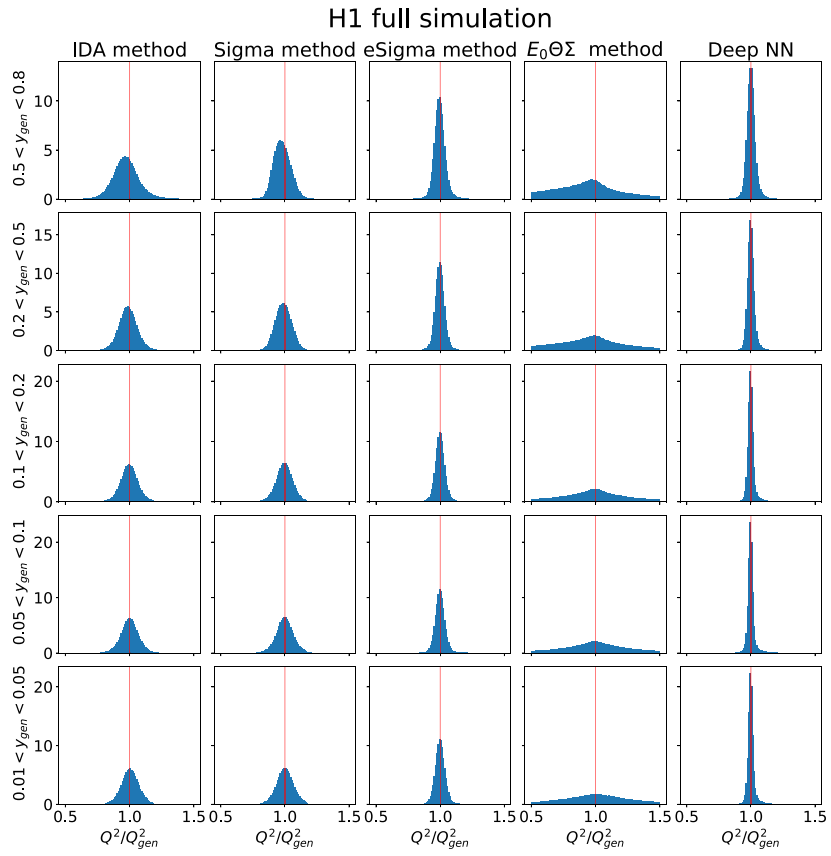 H1 full simulation
IDA method Sigma method eSigma method E₀ΘΣ method Deep NN
0.5 < y_gen < 0.8
10
5
0
0.2 < y_gen < 0.5
15
10
5
0
0.1 < y_gen < 0.2
20
10
0
0.05 < y_gen < 0.1
20
10
0
0.01 < y_gen < 0.05
20
10
0
0.5 1.0 1.5 0.5 1.0 1.5 0.5 1.0 1.5 0.5 1.0 1.5 0.5 1.0 1.5
Q²/Q²_gen Q²/Q²_gen Q²/Q²_gen Q²/Q²_gen Q²/Q²_gen